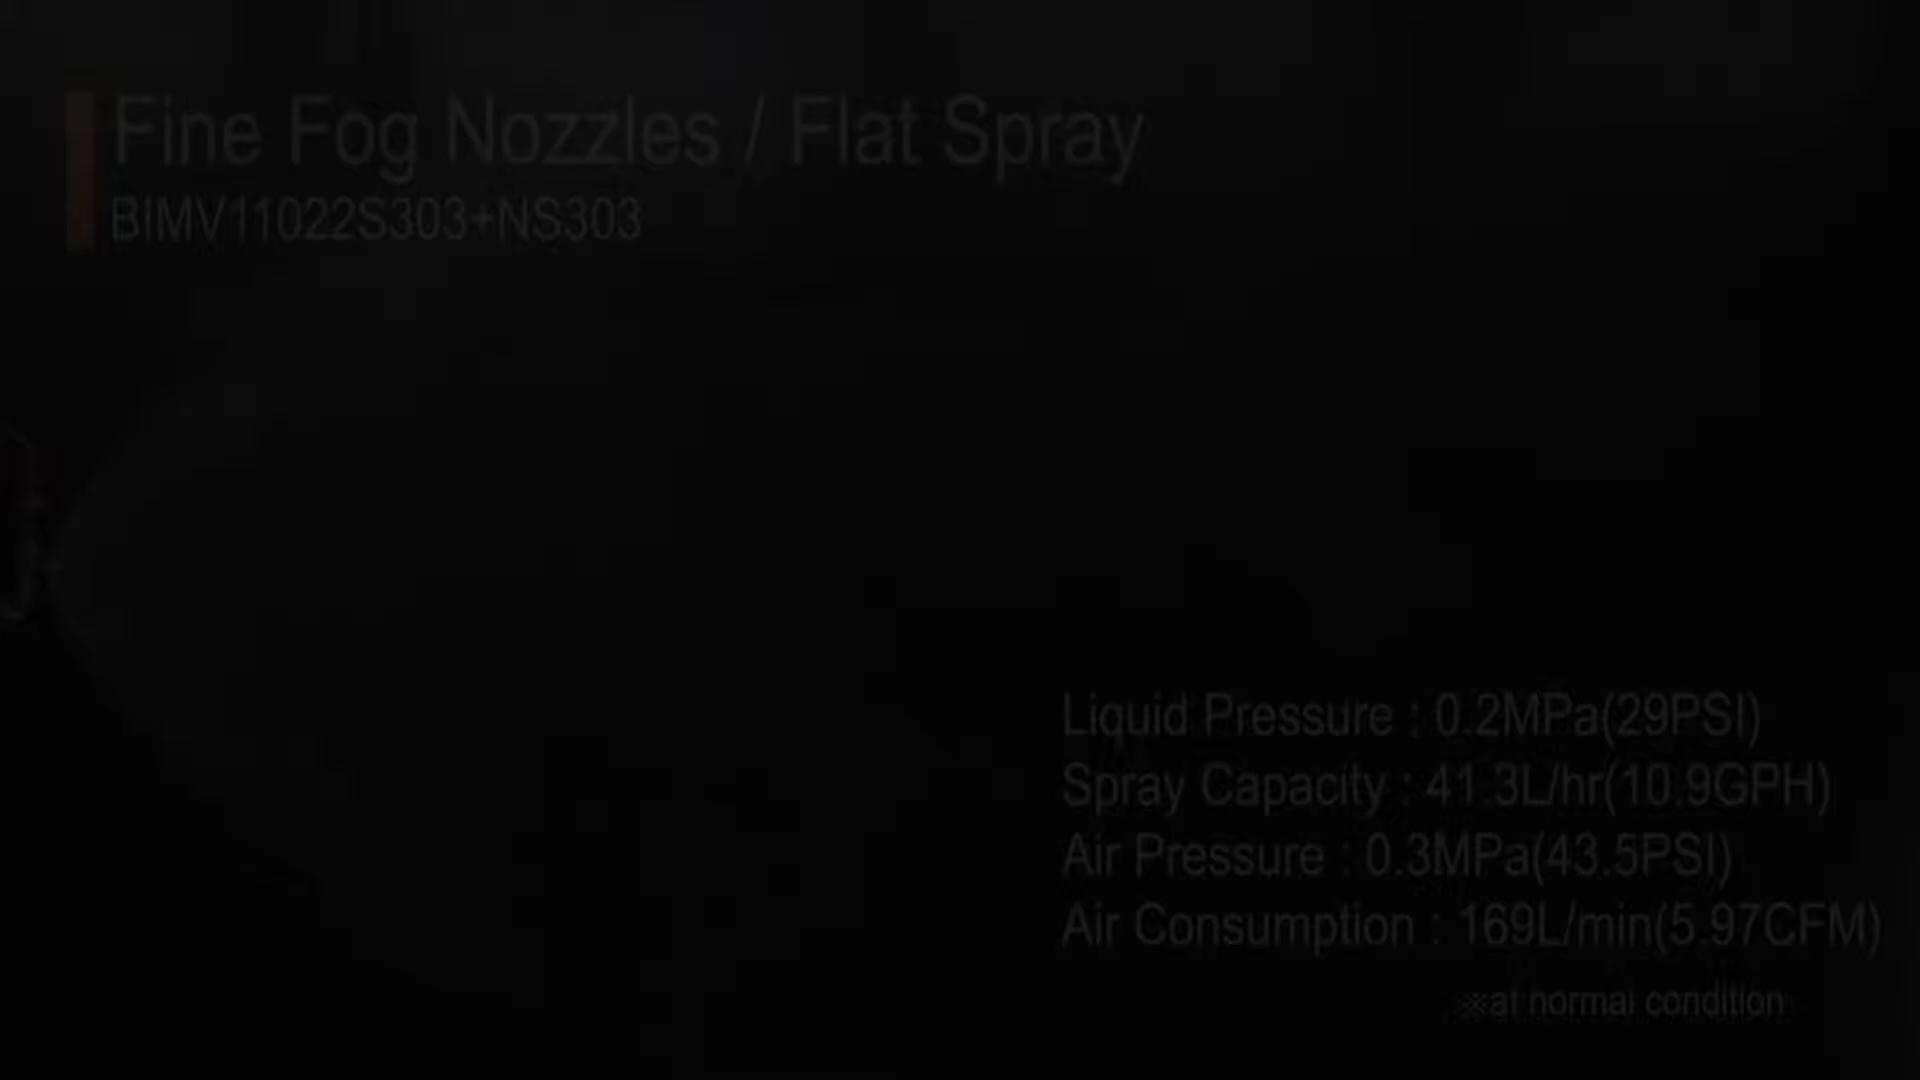 Fine Fog Nozzles / Flat Spray
BIMV11022S303+NS303
Liquid Pressure : 0.2MPa(29PSI)
Spray Capacity : 41.3L/hr(10.9GPH)
Air Pressure : 0.3MPa(43.5PSI)
Air Consumption : 169L/min(5.97CFM)
※at normal condition